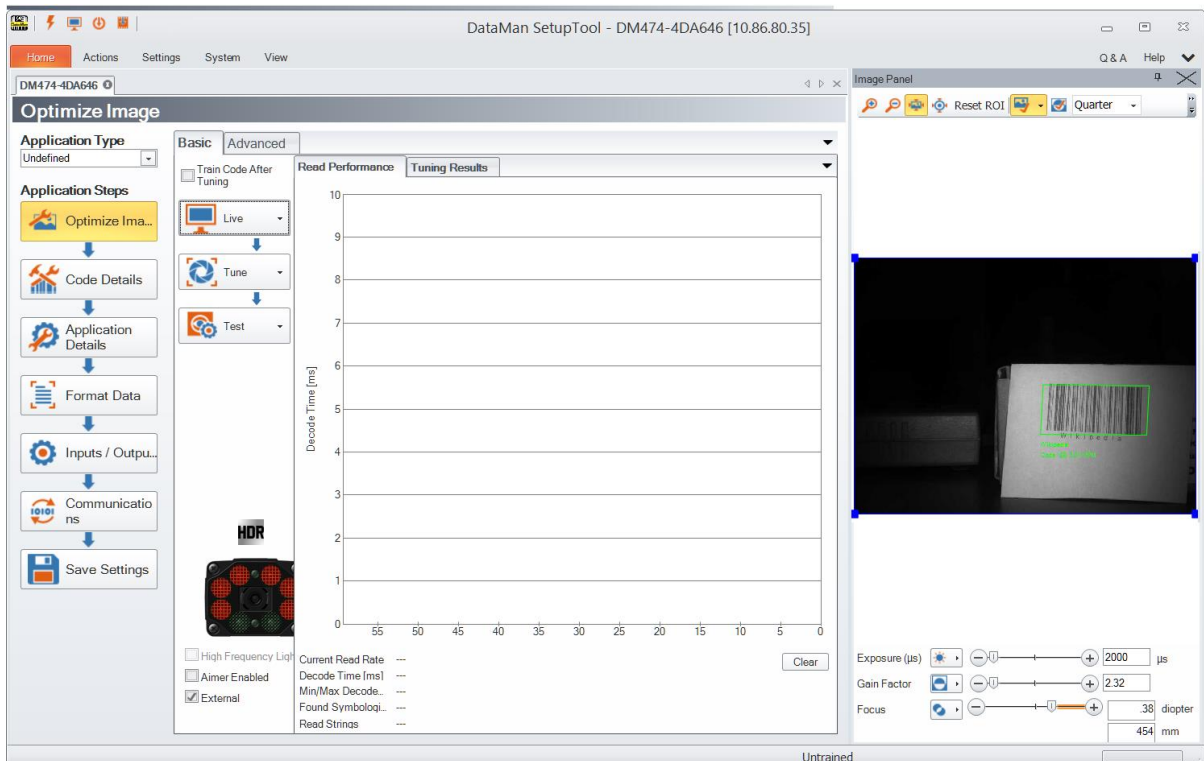 DataMan SetupTool - DM474-4DA646 [10.86.80.35]
Home Actions Settings System View Q & A Help
DM474-4DA646
Optimize Image
Application Type
Undefined
Application Steps
Optimize Ima...
Code Details
Application
Details
Format Data
Inputs / Outpu...
Communicatio
ns
Save Settings
Basic Advanced
Train Code After
Tuning
Live
Tune
Test
HDR
High Frequency Ligh
Aimer Enabled
External
Read Performance Tuning Results
Decode Time [ms]
10
9
8
7
6
5
4
3
2
1
0
55 50 45 40 35 30 25 20 15 10 5 0
Current Read Rate ---
Decode Time [ms] ---
Min/Max Decode... ---
Found Symbologi... ---
Read Strings ---
Clear
Image Panel
Reset ROI Quarter
Wikipedia
Exposure (µs) 2000 µs
Gain Factor 2.32
Focus .38 diopter
454 mm
Untrained